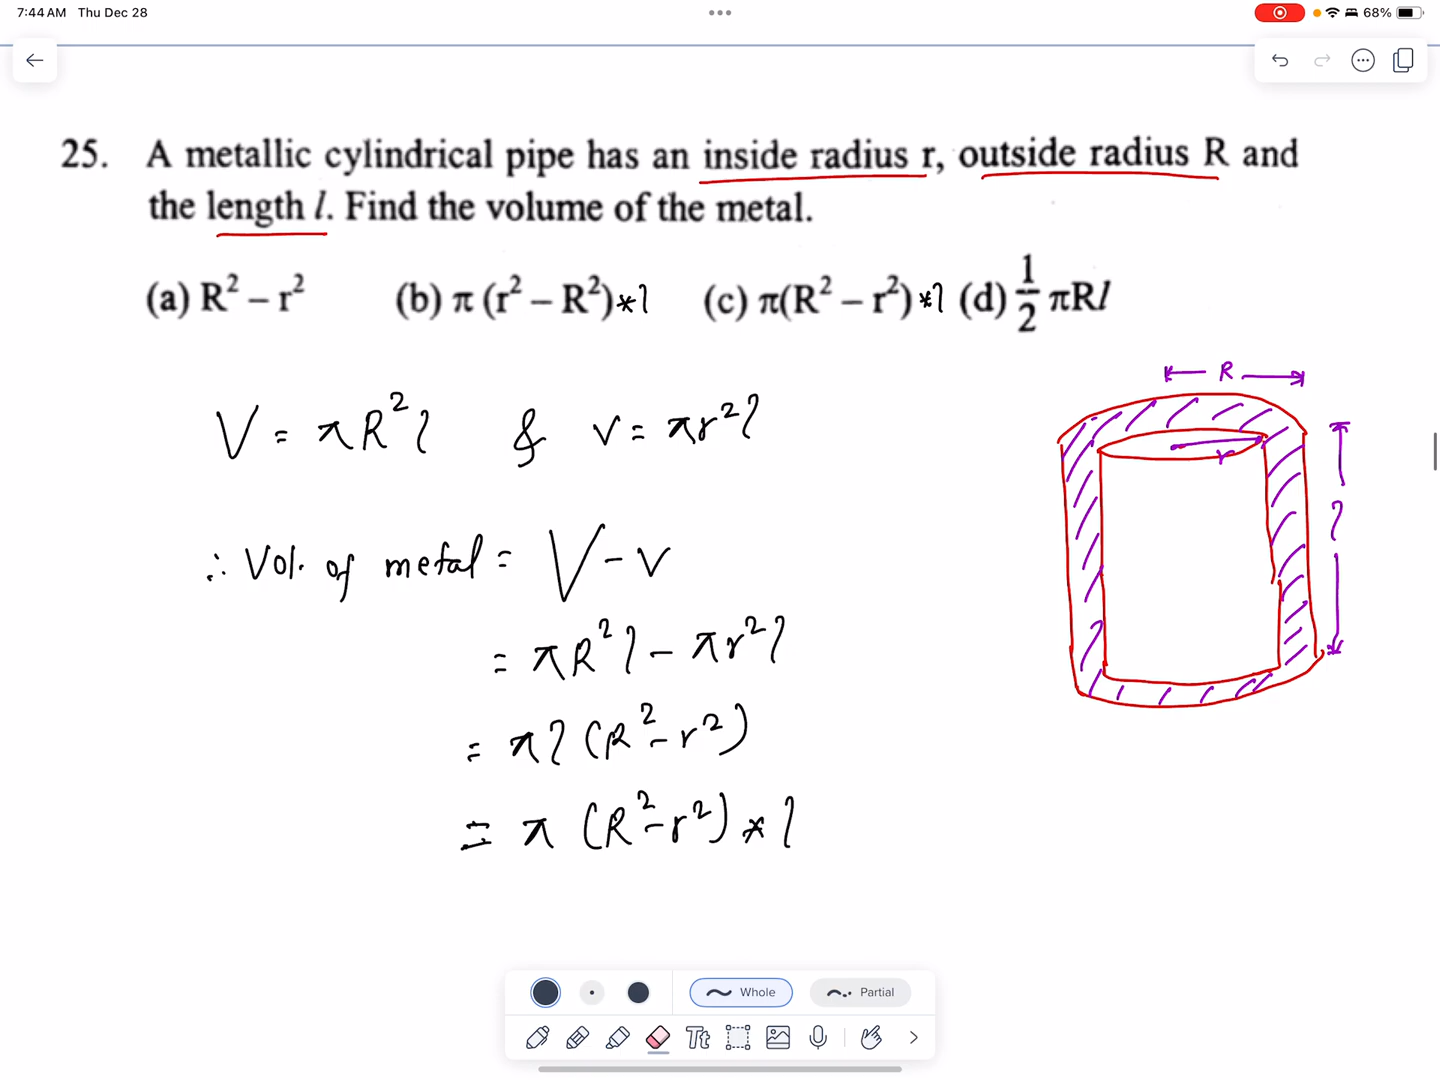 7:44 AM Thu Dec 28
68%
25. A metallic cylindrical pipe has an inside radius r, outside radius R and
the length l. Find the volume of the metal.
(a) R² – r² (b) π (r² – R²)*l (c) π(R² – r²)*l (d) 1/2 πRl
V = πR²l & v = πr²l
∴ Vol. of metal = V – v
= πR²l – πr²l
= πl (R² – r²)
= π (R² – r²) * l
R
r
l
Whole Partial
Tt